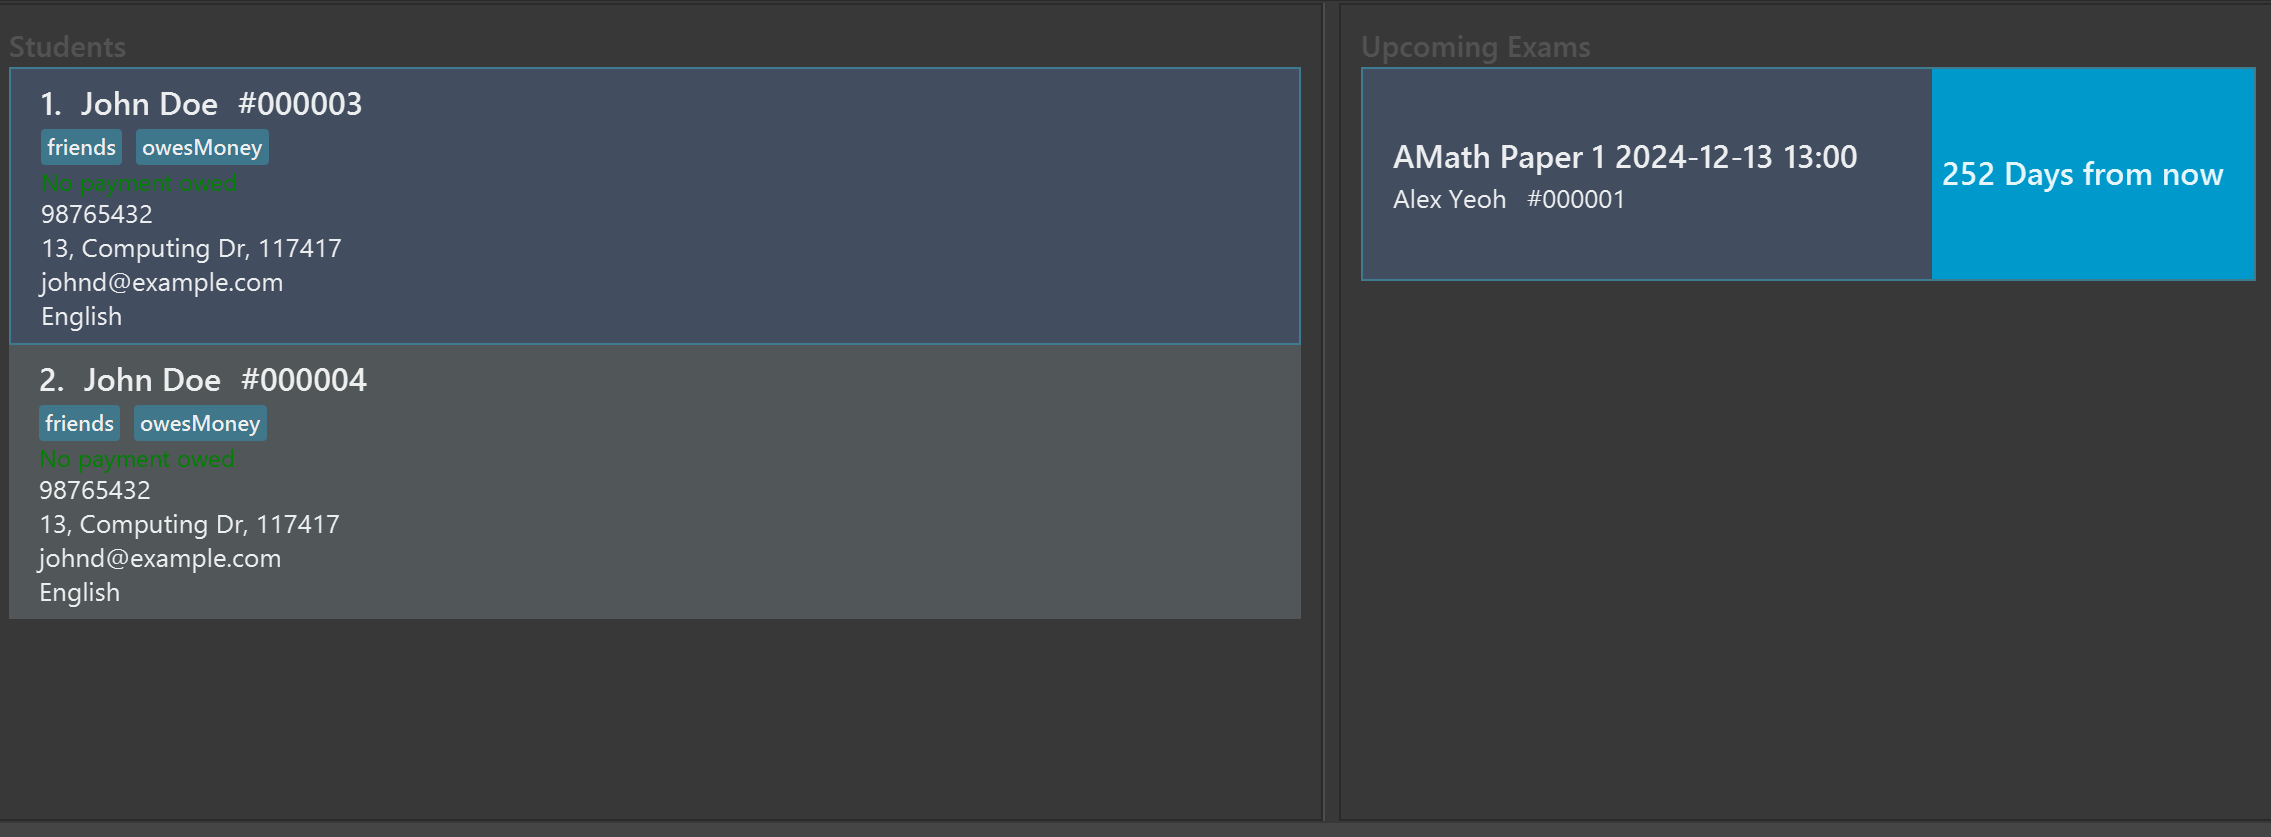 Students
1. John Doe #000003
friends owesMoney
No payment owed
98765432
13, Computing Dr, 117417
johnd@example.com
English
2. John Doe #000004
friends owesMoney
No payment owed
98765432
13, Computing Dr, 117417
johnd@example.com
English
Upcoming Exams
AMath Paper 1 2024-12-13 13:00
Alex Yeoh #000001
252 Days from now